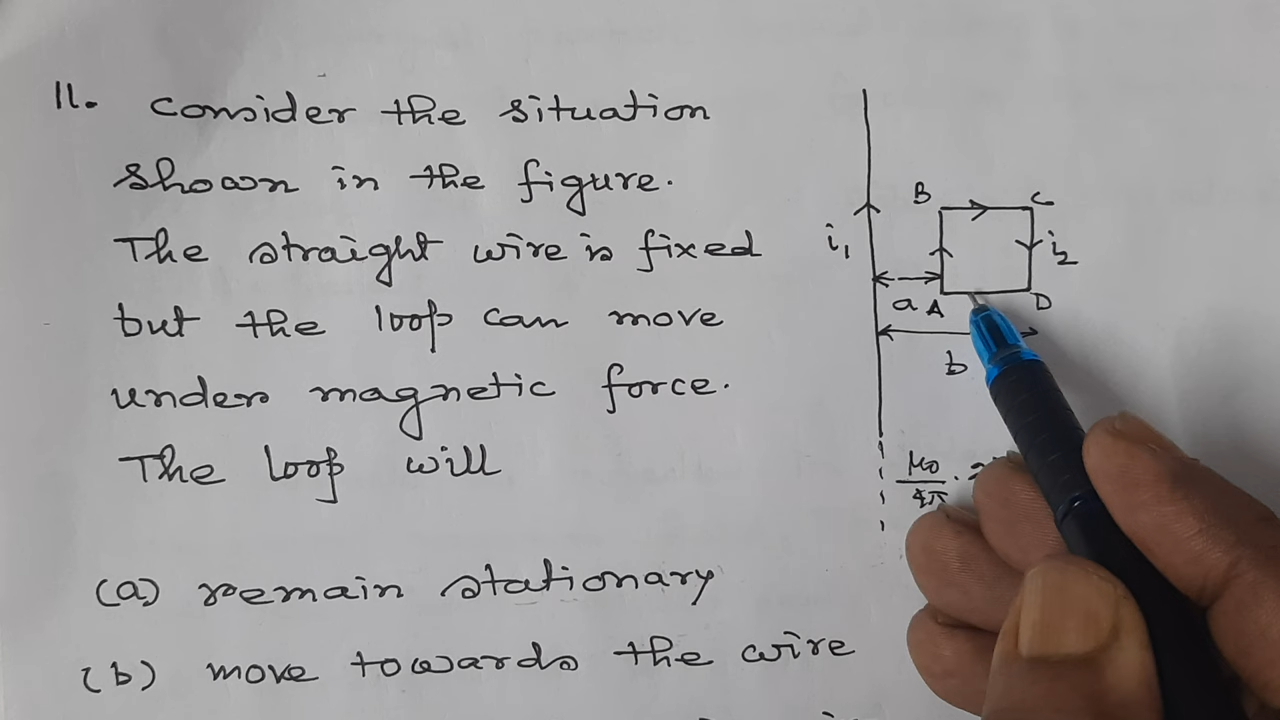 11. Consider the situation
shown in the figure.
The straight wire is fixed
but the loop can move
under magnetic force.
The loop will
(a) remain stationary
(b) move towards the wire
B C
i₁ i₂
a A D
b
μ₀/4π · 2